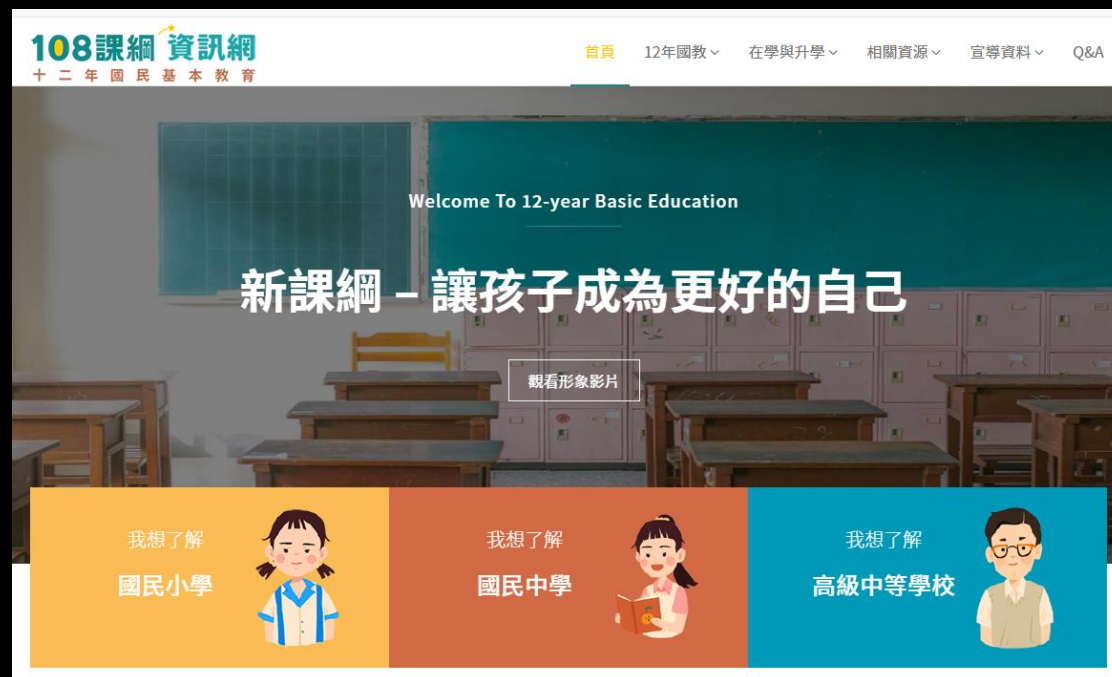 108課綱 資訊網
十二年國民基本教育
首頁 12年國教 在學與升學 相關資源 宣導資料 Q&A
Welcome To 12-year Basic Education
新課綱 – 讓孩子成為更好的自己
觀看形象影片
我想了解
國民小學
我想了解
國民中學
我想了解
高級中等學校